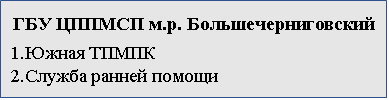 ГБУ ЦППМСП м.р. Большечерниговский
1.Южная ТПМПК
2.Служба ранней помощи